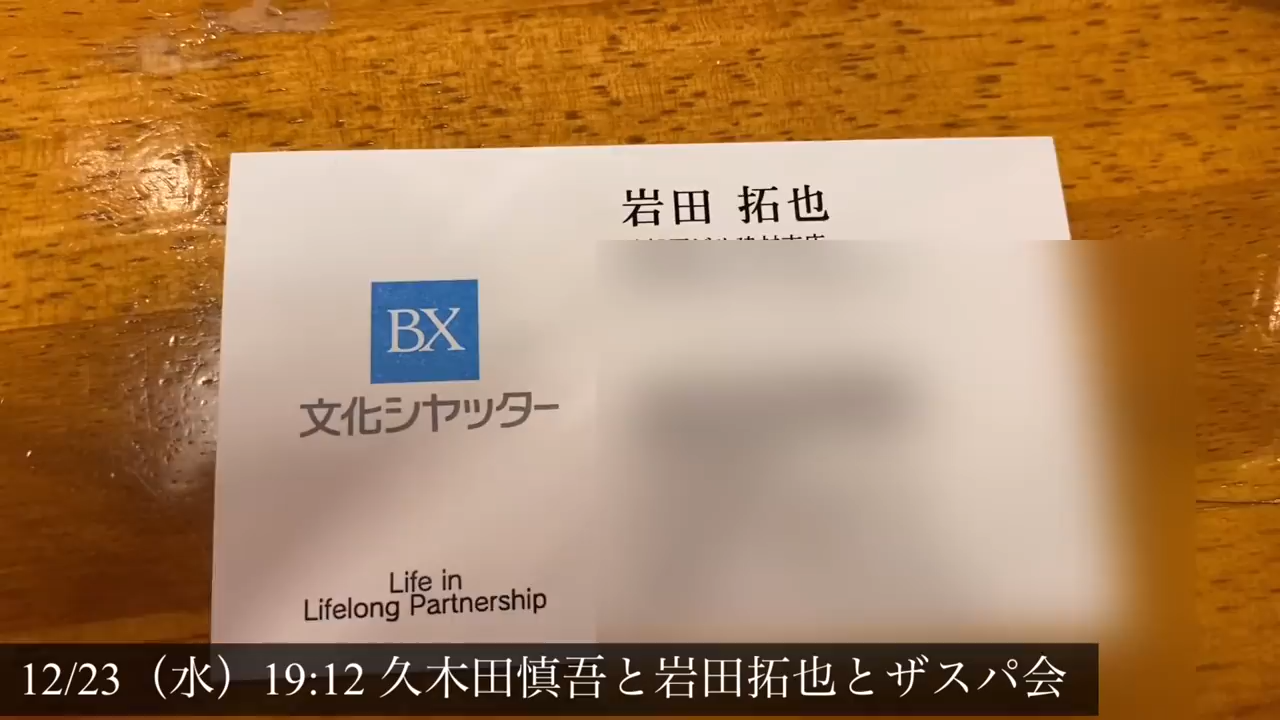 岩田 拓也
BX
文化シヤッター
Life in
Lifelong Partnership
12/23（水）19:12 久木田慎吾と岩田拓也とザスパ会